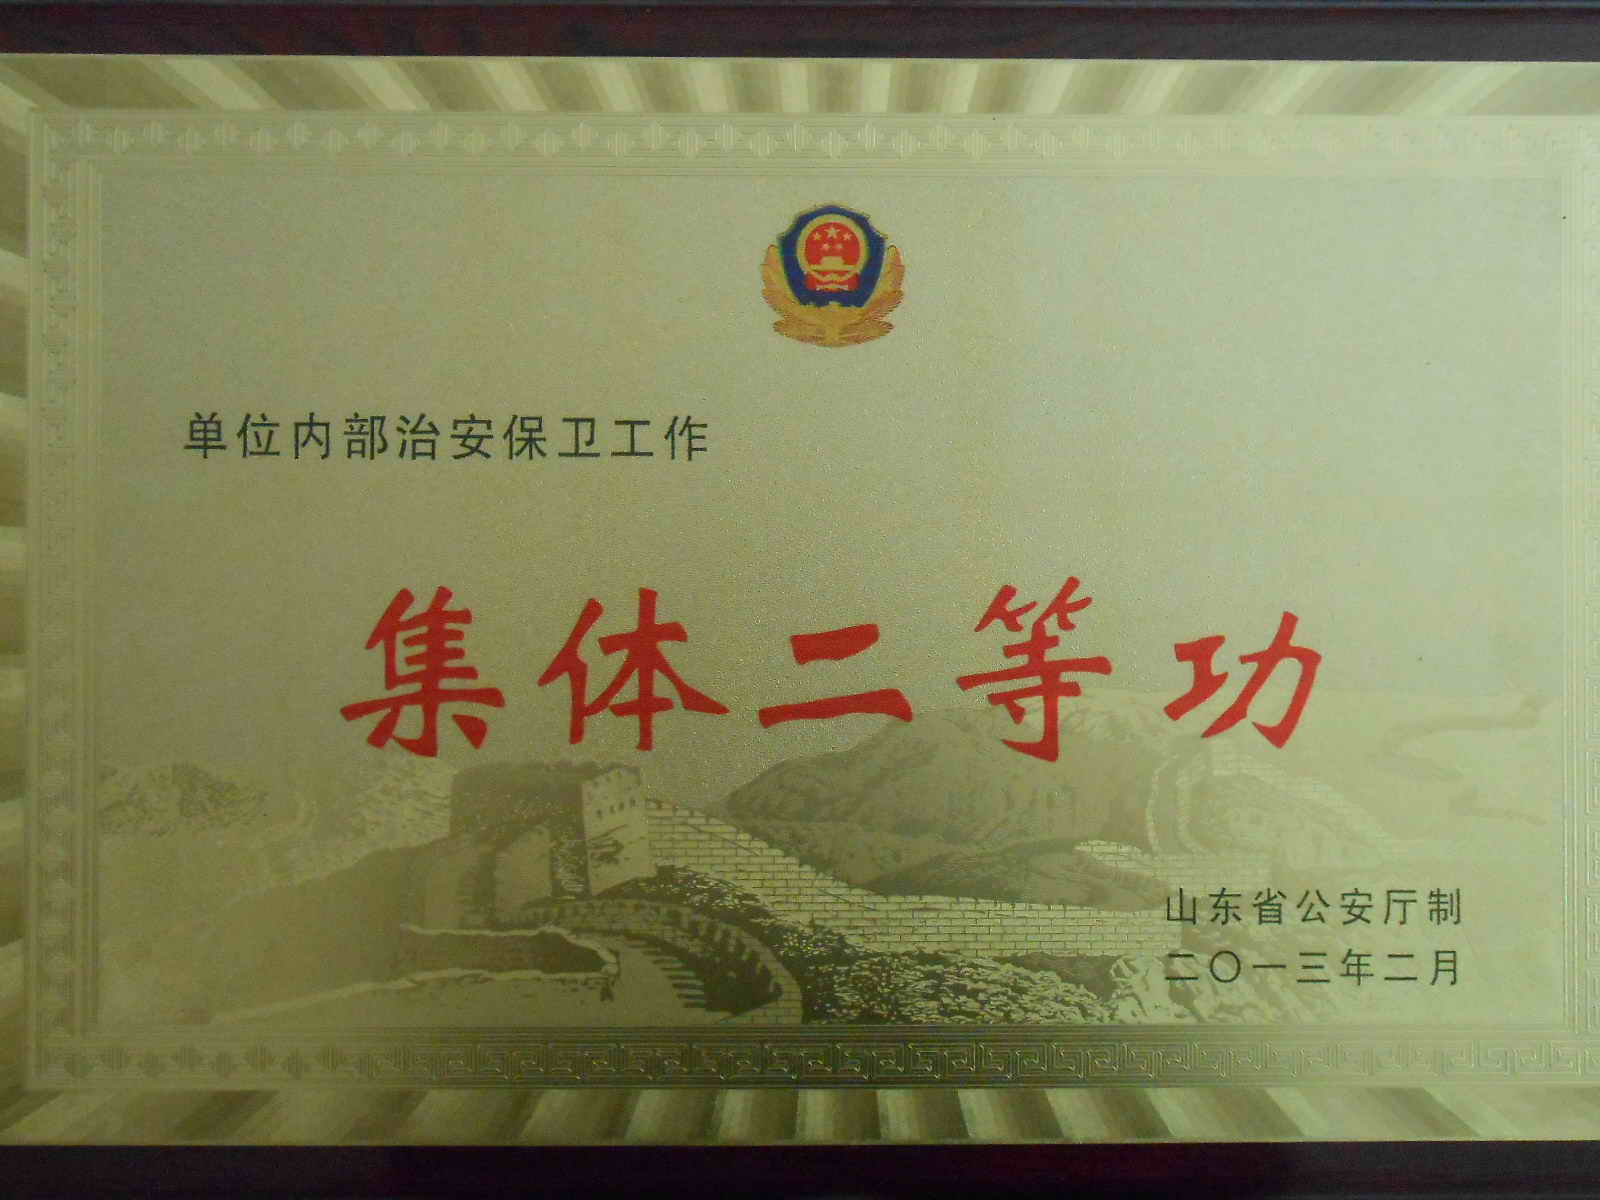 单位内部治安保卫工作
集体二等功
山东省公安厅制
二〇一三年二月